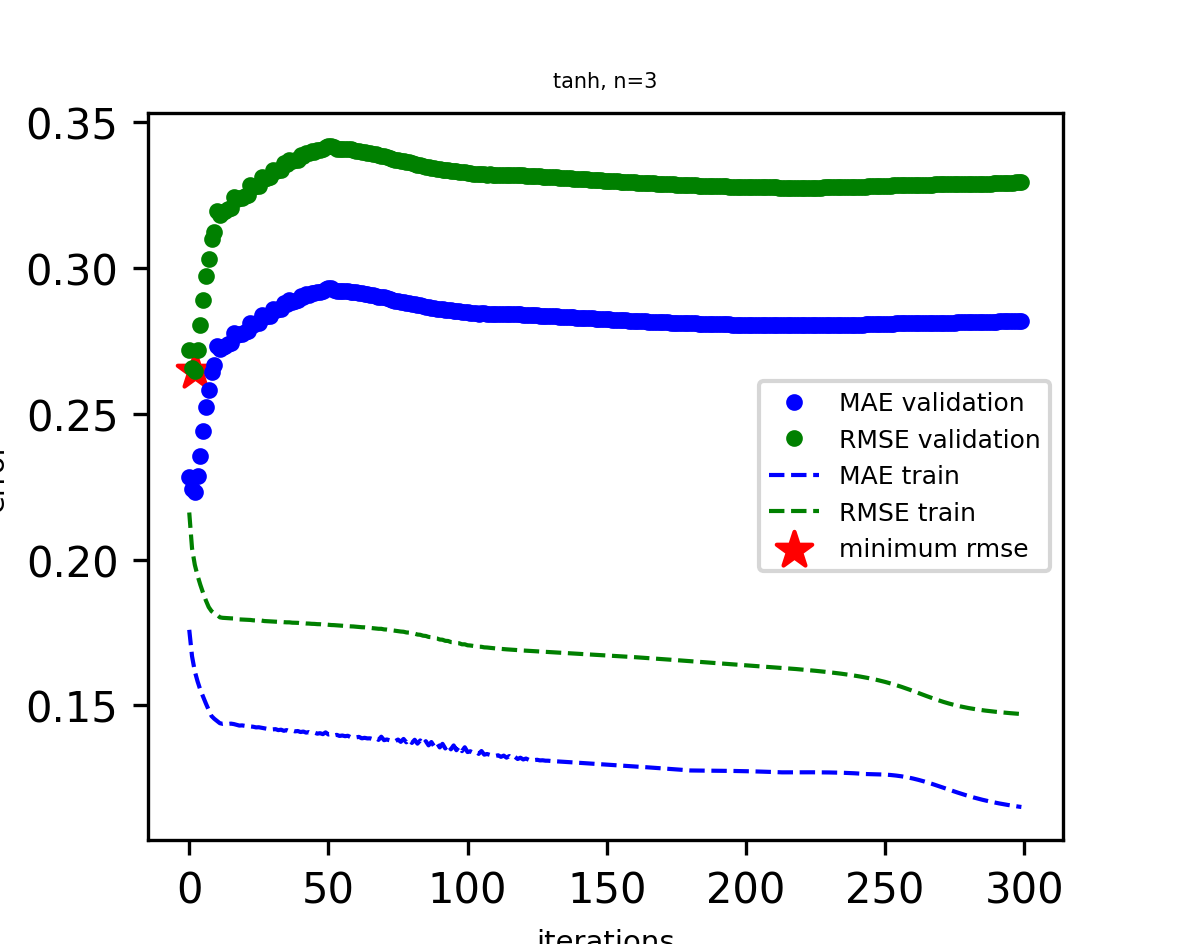 tanh, n=3
0.35
0.30
0.25
0.20
0.15
MAE validation
RMSE validation
MAE train
RMSE train
minimum rmse
0 50 100 150 200 250 300
iterations